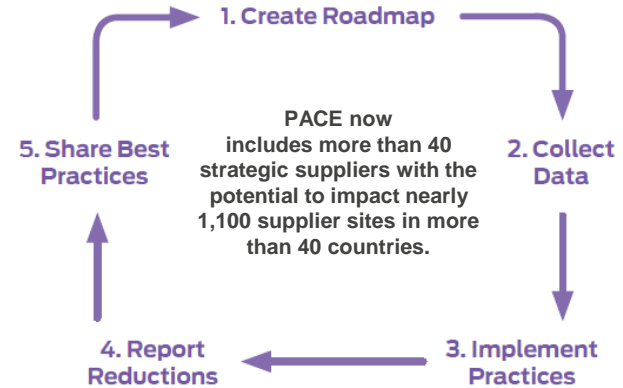 1. Create Roadmap
PACE now
includes more than 40
strategic suppliers with the
potential to impact nearly
1,100 supplier sites in more
than 40 countries.
2. Collect
Data
3. Implement
Practices
4. Report
Reductions
5. Share Best
Practices